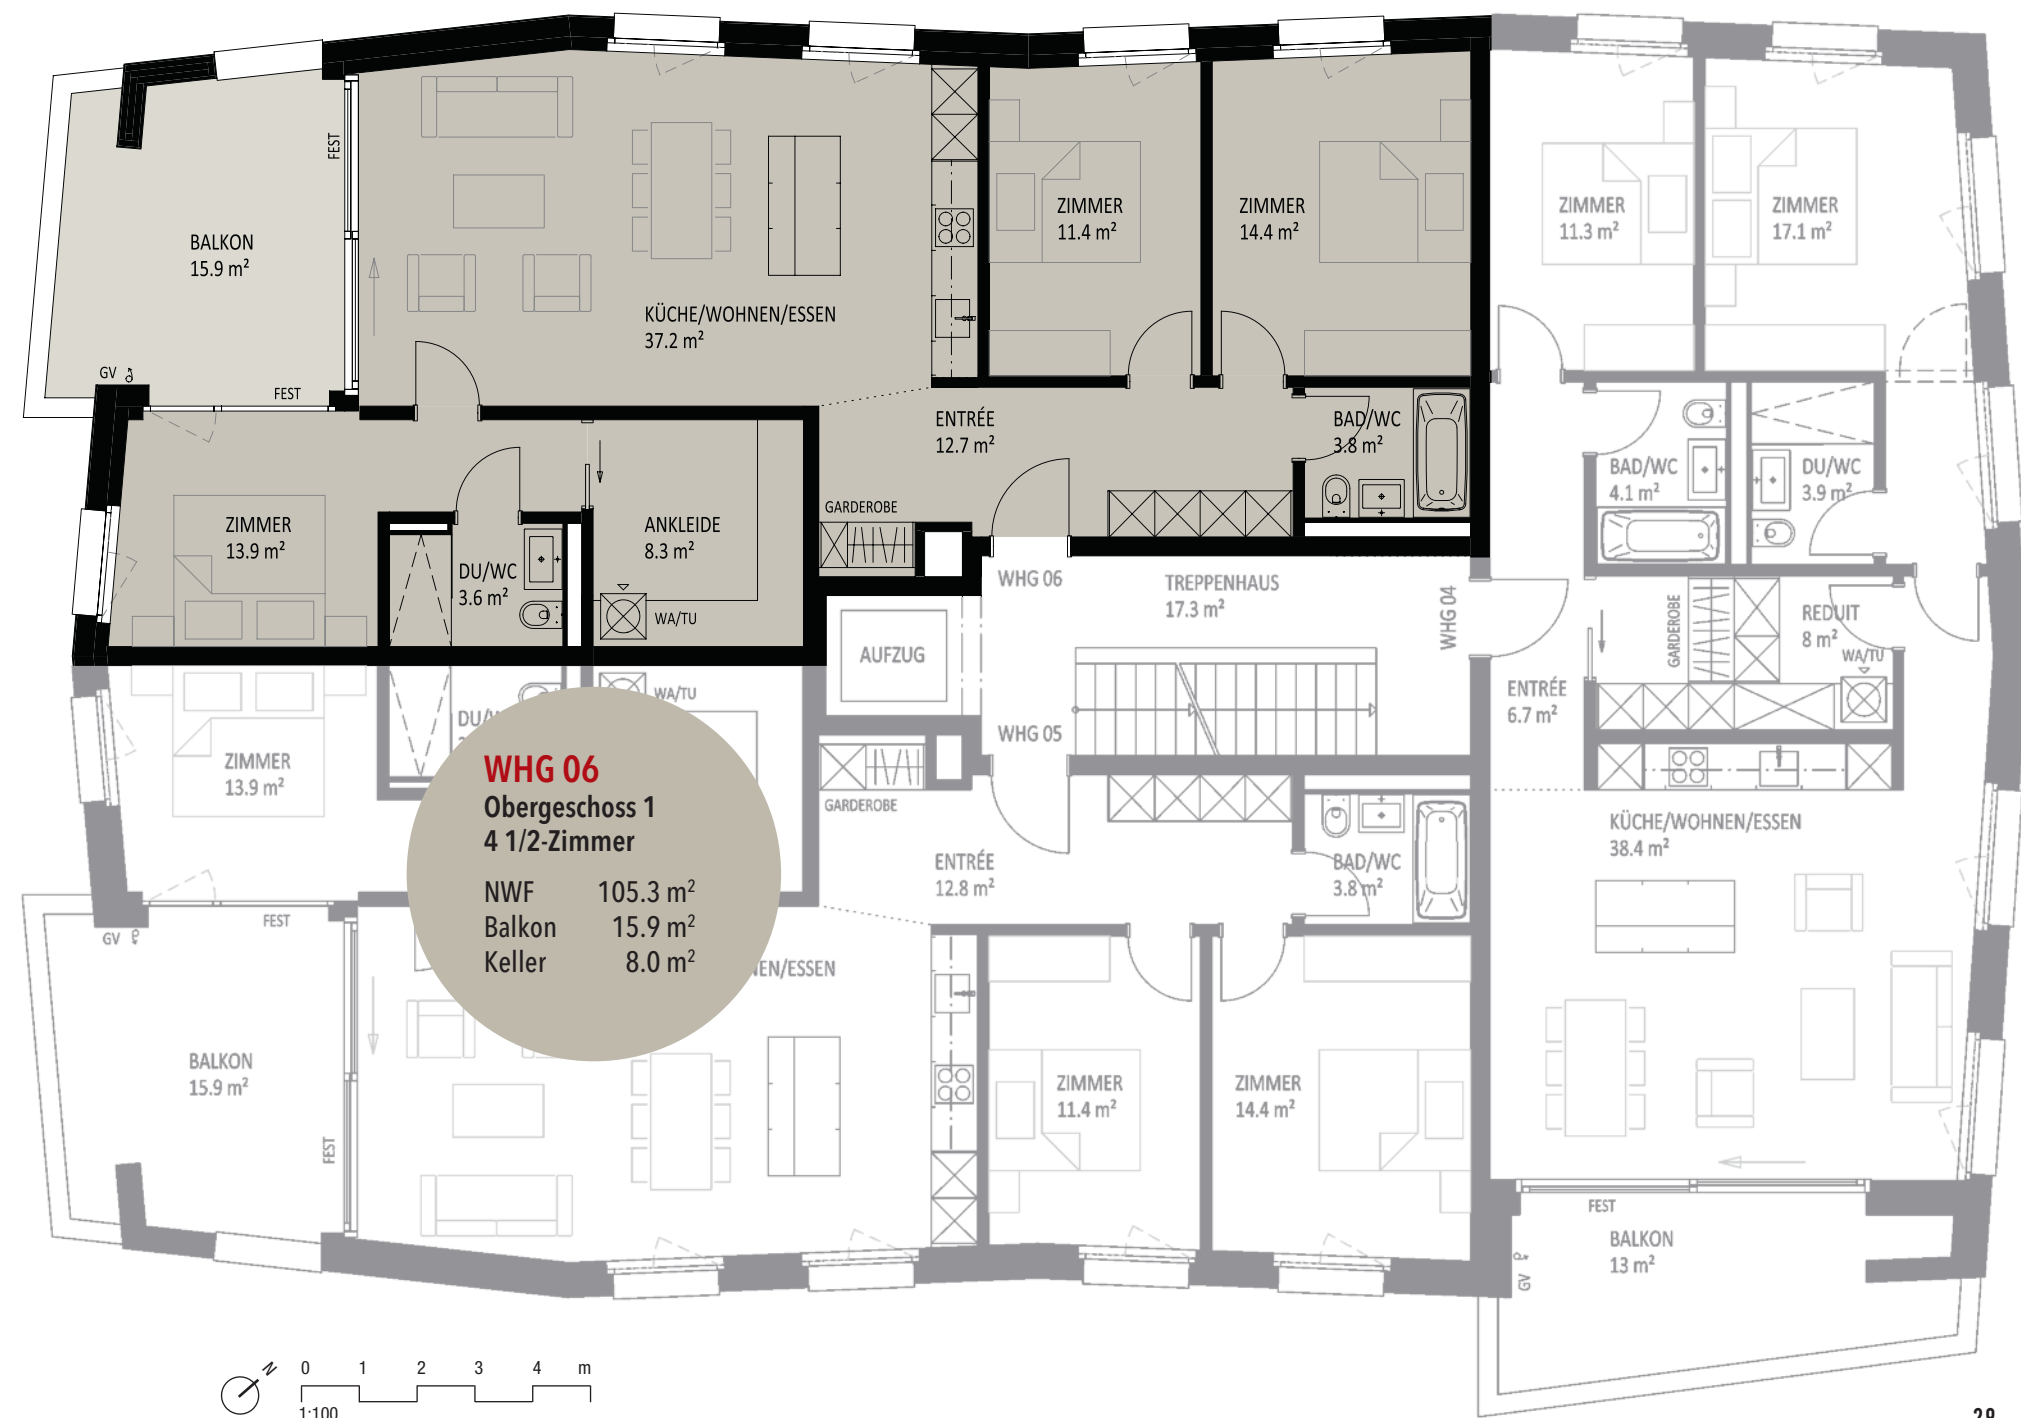 BALKON
15.9 m²
FEST
GV
FEST
KÜCHE/WOHNEN/ESSEN
37.2 m²
ZIMMER
11.4 m²
ZIMMER
14.4 m²
ZIMMER
11.3 m²
ZIMMER
17.1 m²
ENTRÉE
12.7 m²
BAD/WC
3.8 m²
GARDEROBE
ZIMMER
13.9 m²
DU/WC
3.6 m²
ANKLEIDE
8.3 m²
WA/TU
BAD/WC
4.1 m²
DU/WC
3.9 m²
WHG 06
TREPPENHAUS
17.3 m²
WHG 04
AUFZUG
WHG 05
GARDEROBE
REDUIT
8 m²
WA/TU
ENTRÉE
6.7 m²
KÜCHE/WOHNEN/ESSEN
38.4 m²
WA/TU
ZIMMER
13.9 m²
GARDEROBE
ENTRÉE
12.8 m²
BAD/WC
3.8 m²
WHG 06
Obergeschoss 1
4 1/2-Zimmer
NWF 105.3 m²
Balkon 15.9 m²
Keller 8.0 m²
GV
FEST
BALKON
15.9 m²
FEST
ZIMMER
11.4 m²
ZIMMER
14.4 m²
FEST
GV
BALKON
13 m²
N
0 1 2 3 4 m
1:100